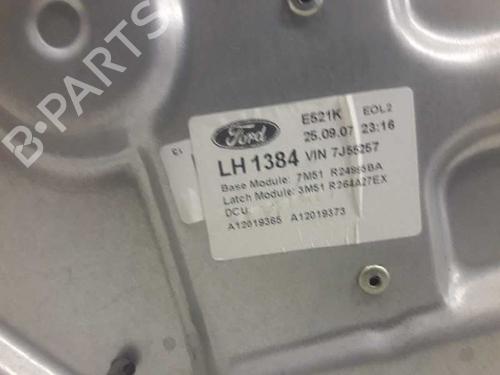 B-PARTS
Ford
E521K EOL2
25.09.07 23:16
LH 1384 VIN 7J55257
Base Module: 7M51 R24995BA
Latch Module: 3M51 R264A27EX
DCU:
A12019365 A12019373